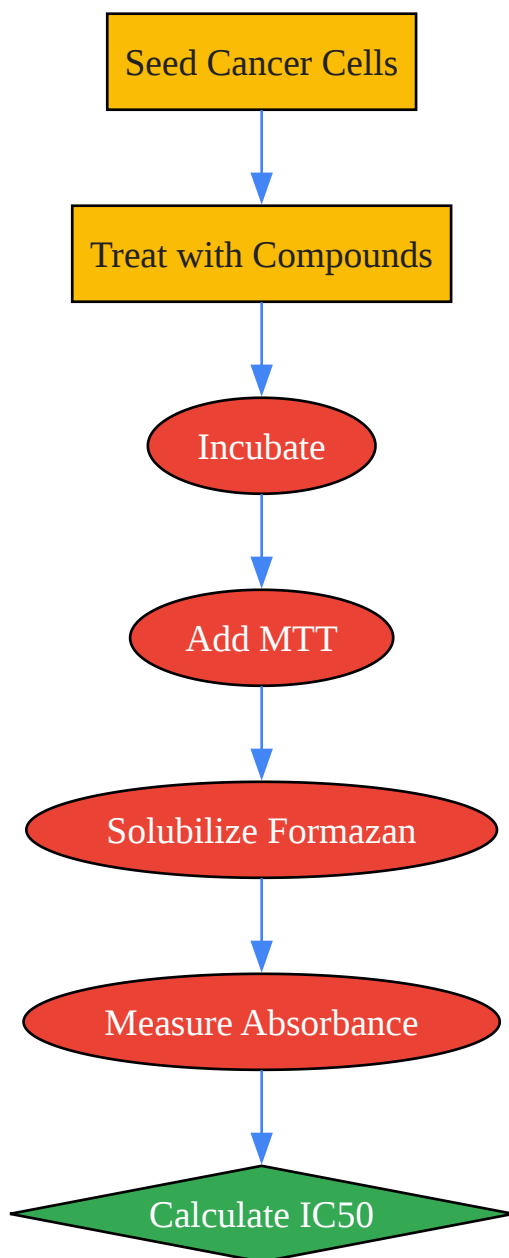 Seed Cancer Cells
Treat with Compounds
Incubate
Add MTT
Solubilize Formazan
Measure Absorbance
Calculate IC50